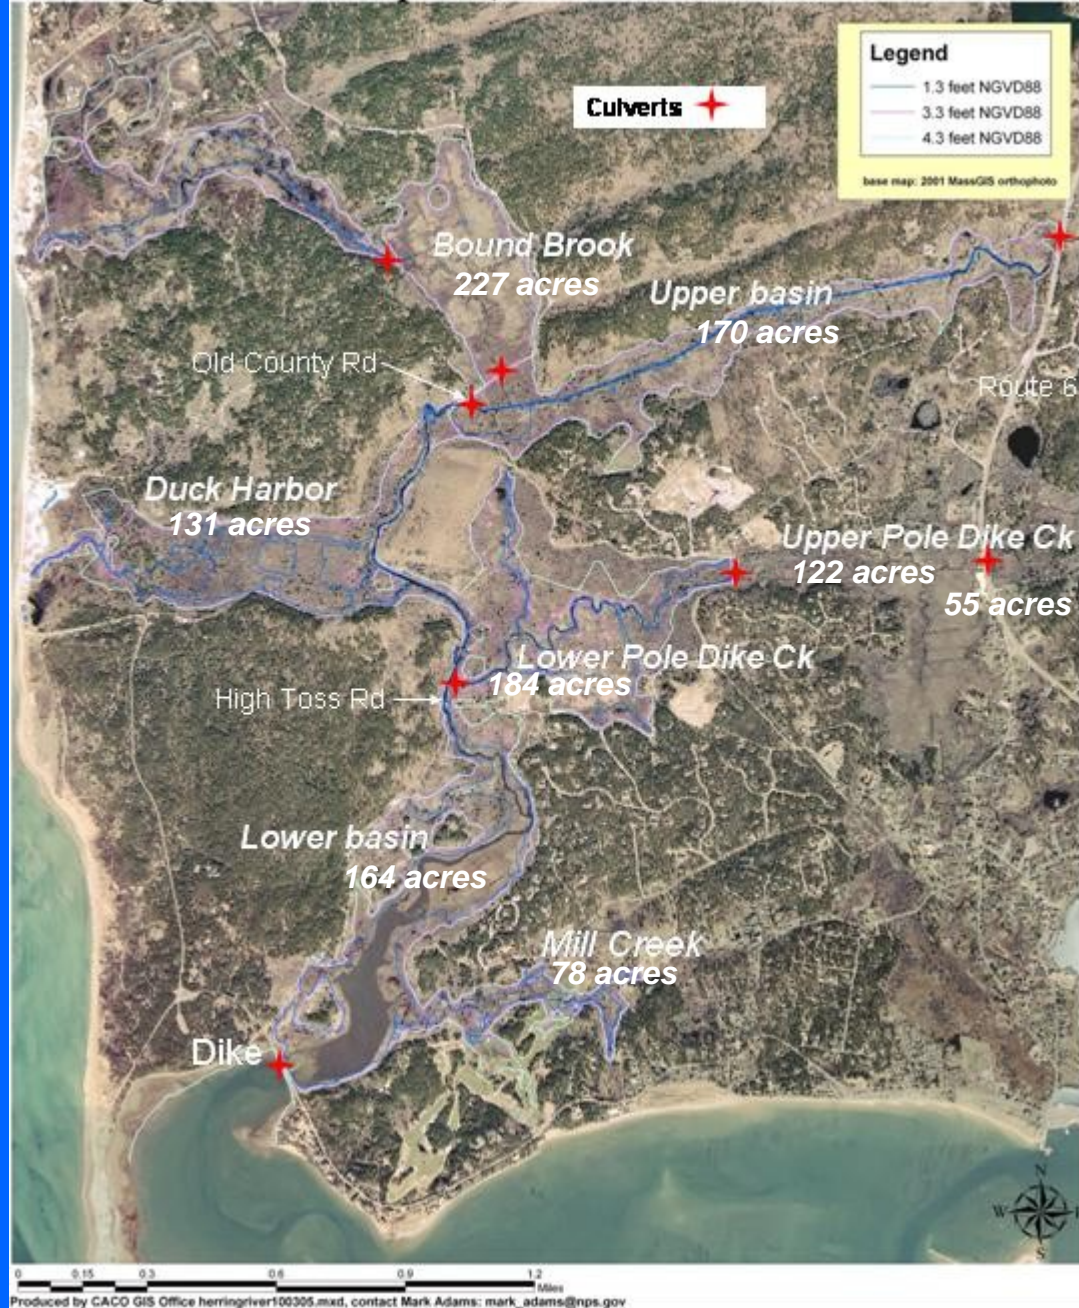 Legend
1.3 feet NGVD88
3.3 feet NGVD88
4.3 feet NGVD88
base map: 2001 MassGIS orthophoto
Culverts
Bound Brook
227 acres
Upper basin
170 acres
Old County Rd
Route 6
Duck Harbor
131 acres
Upper Pole Dike Ck
122 acres
55 acres
Lower Pole Dike Ck
184 acres
High Toss Rd
Lower basin
164 acres
Mill Creek
78 acres
Dike
N
W
S
0 0.15 0.3 0.6 0.9 1.2
Miles
Produced by CACO GIS Office herringriver100305.mxd, contact Mark Adams: mark_adams@nps.gov